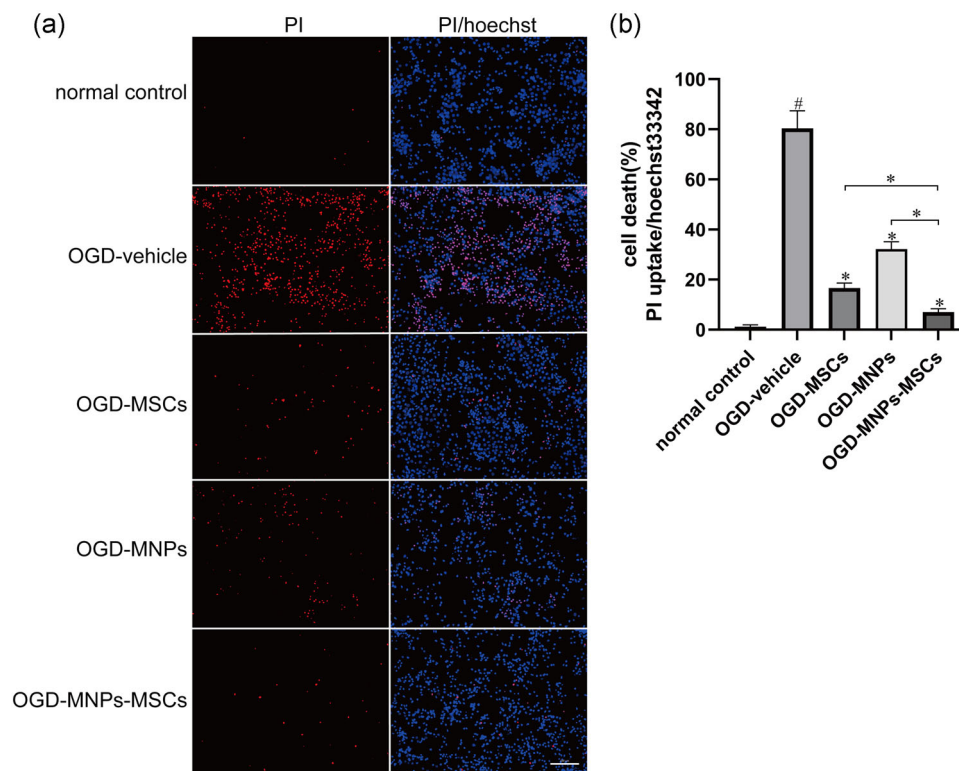 (a)
PI
PI/hoechst
normal control
OGD-vehicle
OGD-MSCs
OGD-MNPs
OGD-MNPs-MSCs
(b)
cell death(%)
PI uptake/hoechst33342
100
80
60
40
20
0
#
*
*
*
*
*
normal control
OGD-vehicle
OGD-MSCs
OGD-MNPs
OGD-MNPs-MSCs